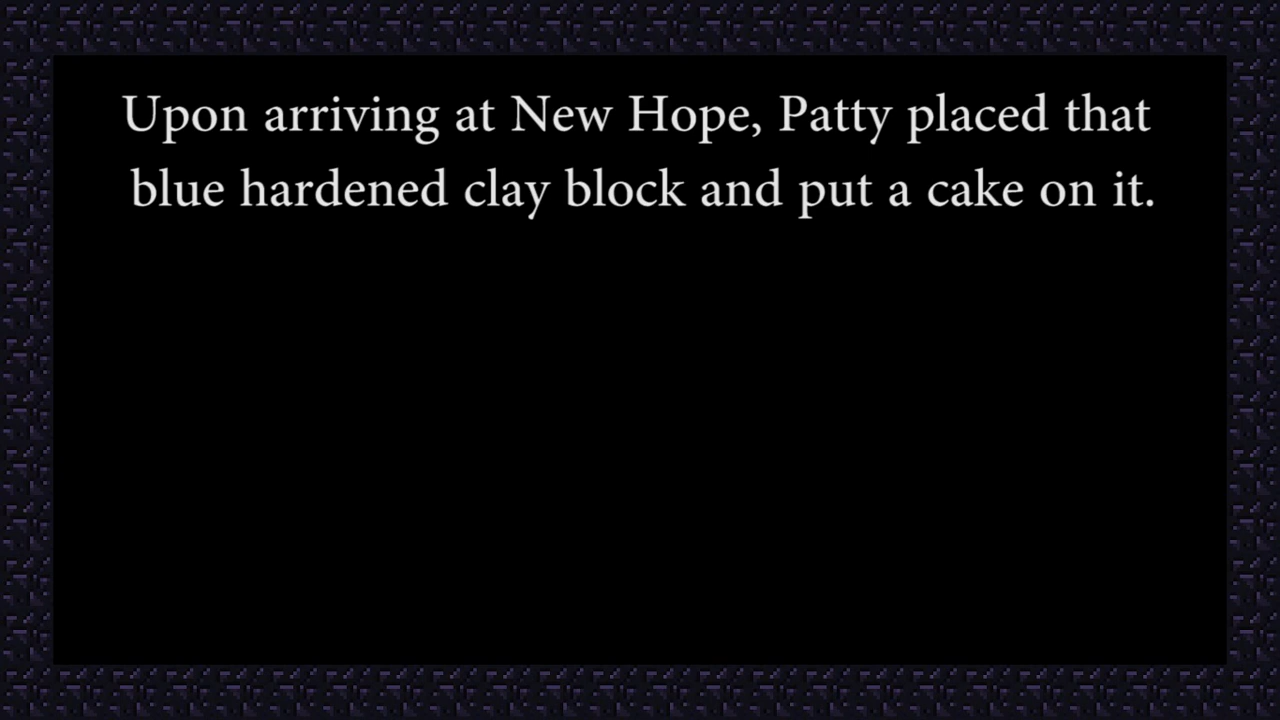 Upon arriving at New Hope, Patty placed that
blue hardened clay block and put a cake on it.